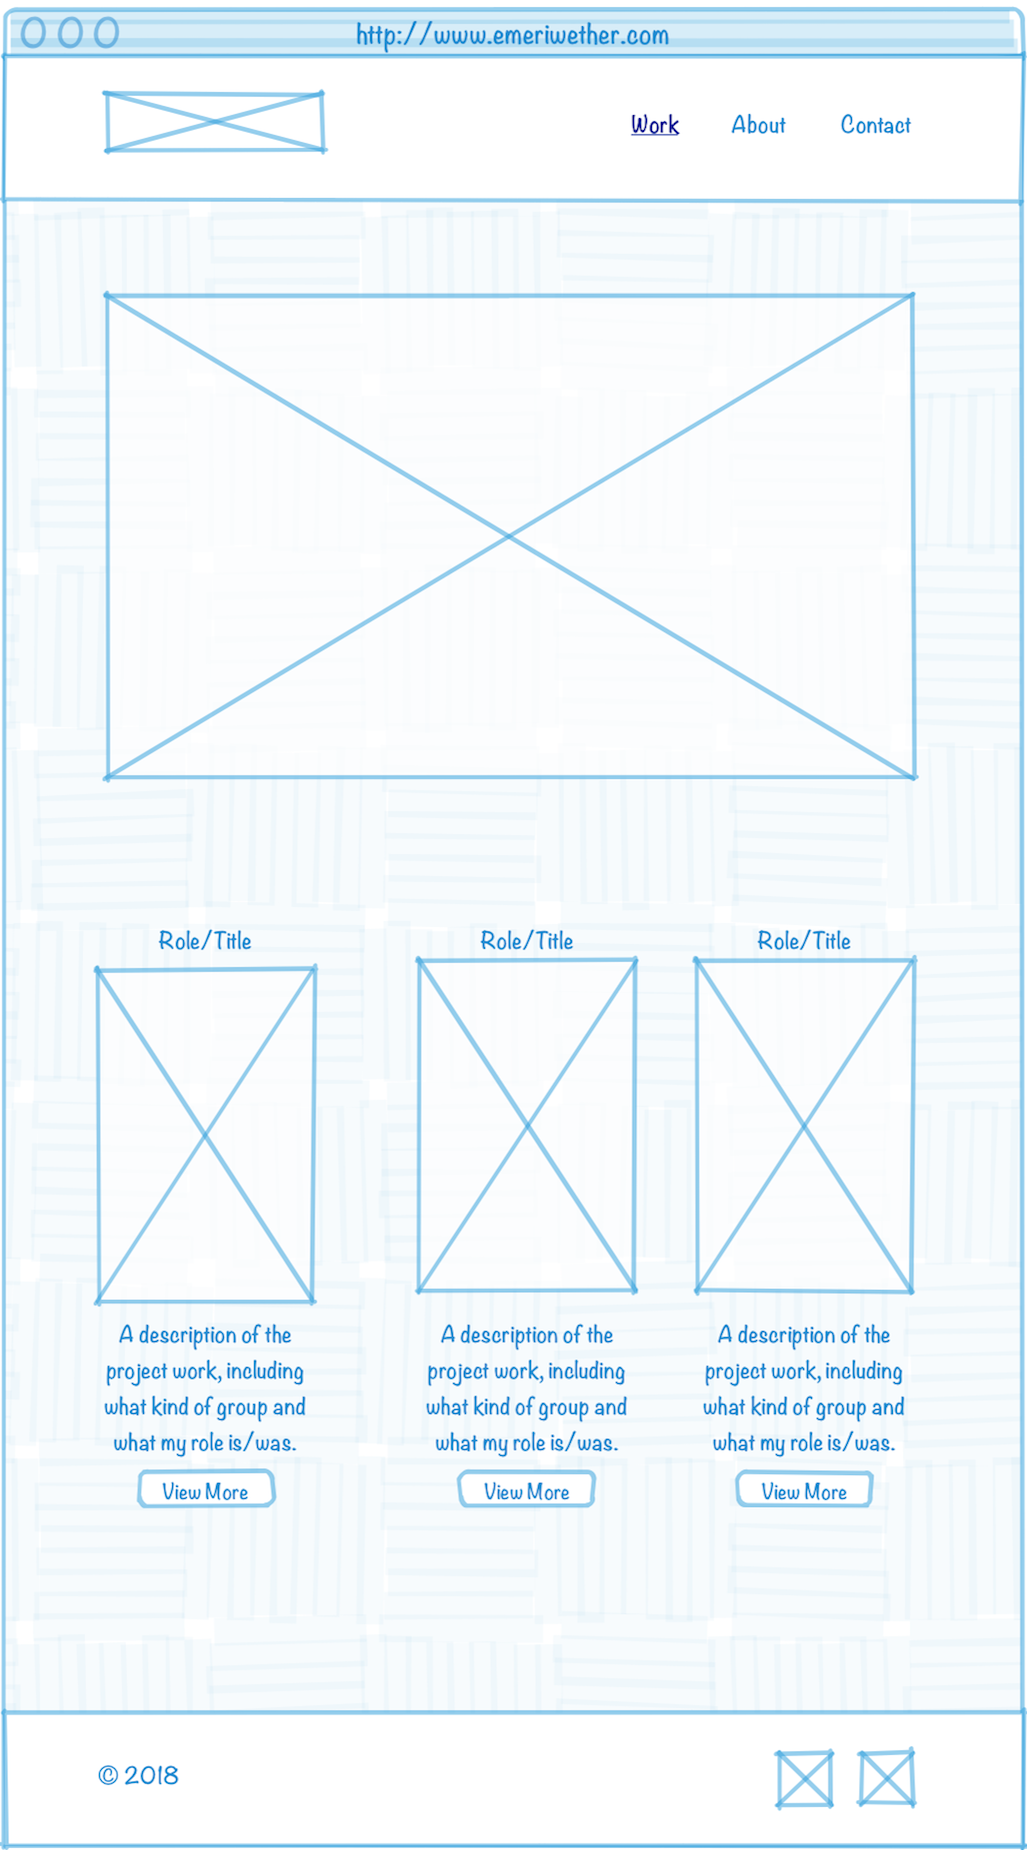 http://www.emeriwether.com
Work About Contact
Role/Title Role/Title Role/Title
A description of the
project work, including
what kind of group and
what my role is/was.
View More
A description of the
project work, including
what kind of group and
what my role is/was.
View More
A description of the
project work, including
what kind of group and
what my role is/was.
View More
© 2018